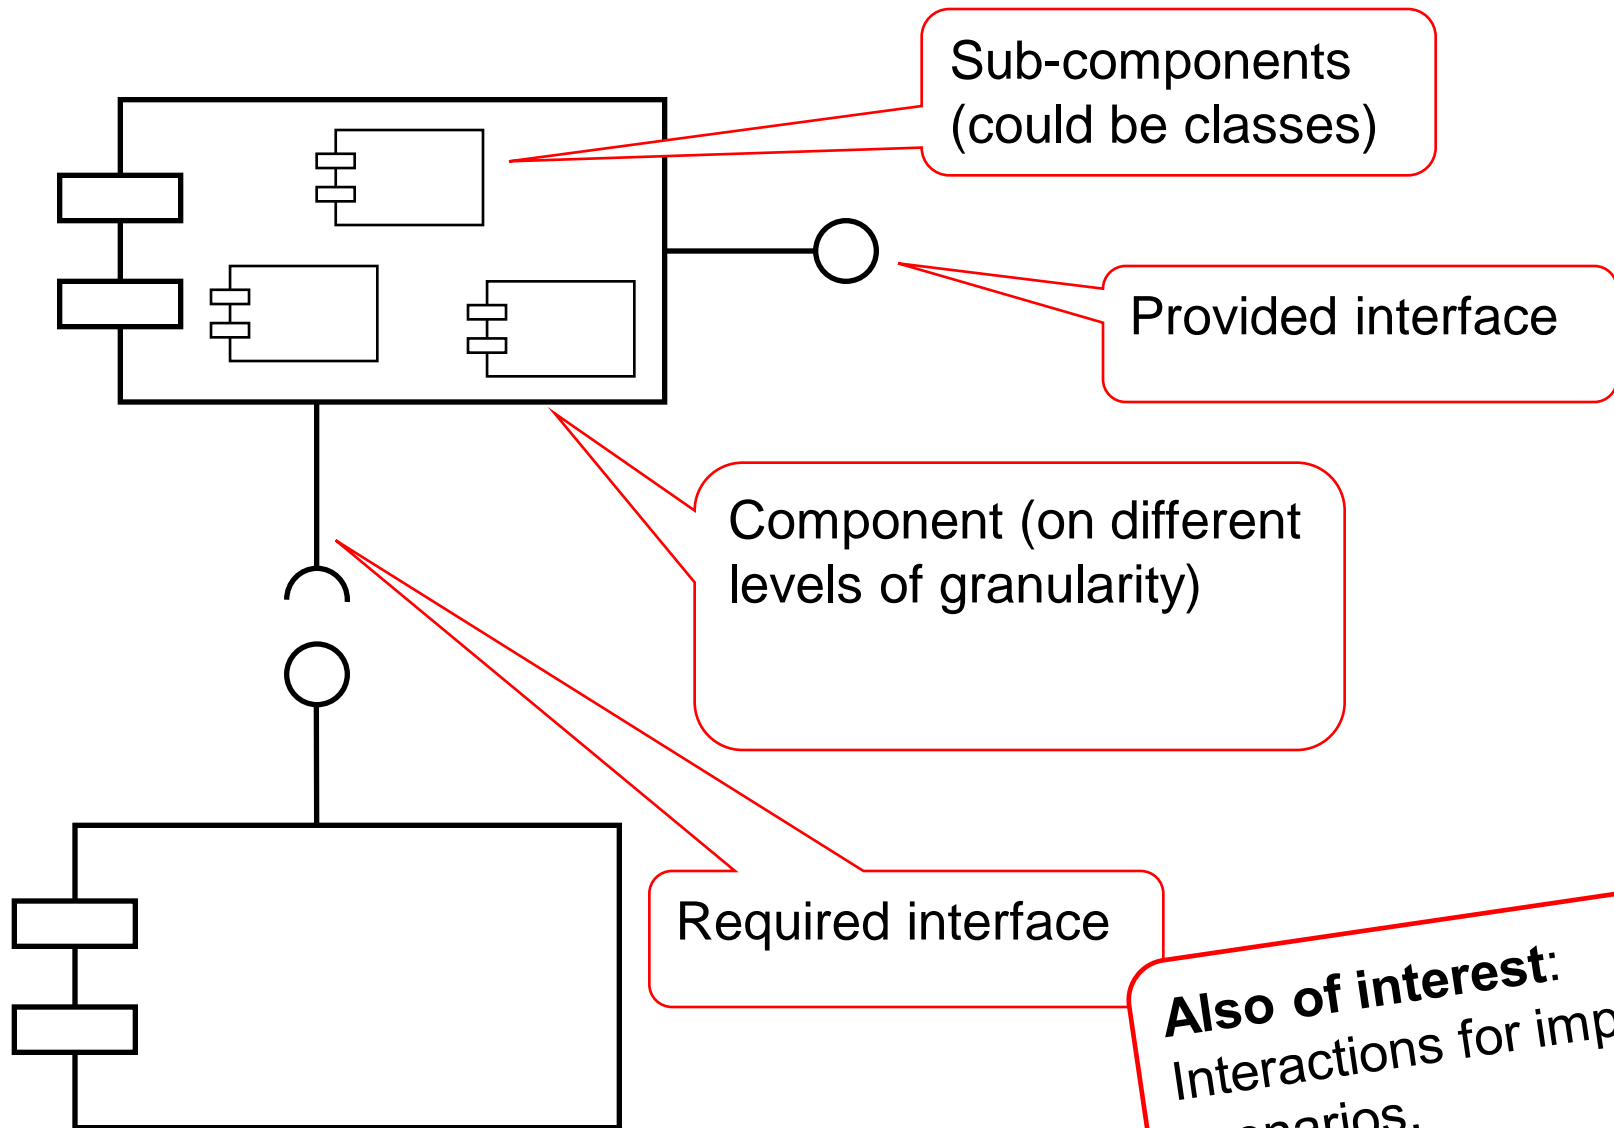 Sub-components
(could be classes)
Provided interface
Component (on different
levels of granularity)
Required interface
Also of interest:
Interactions for